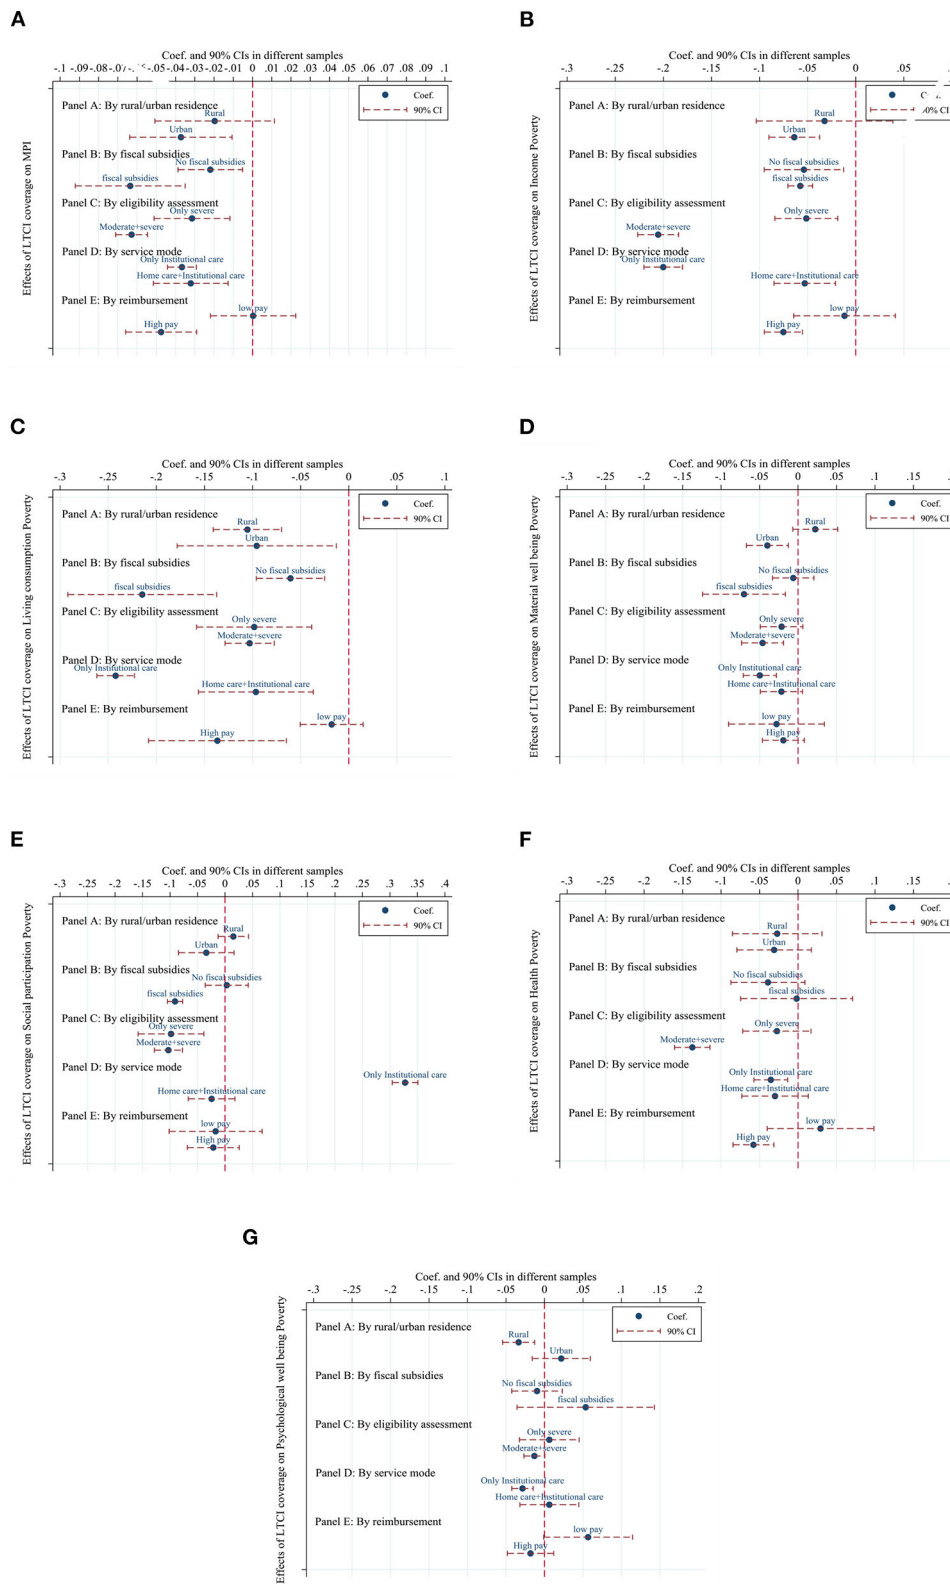 A
Coef. and 90% CIs in different samples
0 .01 .02 .03 .04 .05 .06 .07 .08 .09 .1
Coef.
90% CI
Effects of LTCI coverage on MPI
Panel A: By rural/urban residence
Rural
Urban
Panel B: By fiscal subsidies
No fiscal subsidies
fiscal subsidies
Panel C: By eligibility assessment
Only severe
Moderate+severe
Panel D: By service mode
Only Institutional care
Home care+Institutional care
Panel E: By reimbursement
low pay
High pay
B
Coef. and 90% CIs in different samples
-.3 -.25 -.2 -.15 -.1 -.05 0 .05
Effects of LTCI coverage on Income Poverty
Panel A: By rural/urban residence
Rural
Urban
Panel B: By fiscal subsidies
No fiscal subsidies
fiscal subsidies
Panel C: By eligibility assessment
Only severe
Moderate+severe
Panel D: By service mode
Only Institutional care
Home care+Institutional care
Panel E: By reimbursement
low pay
High pay
C
Coef. and 90% CIs in different samples
-.3 -.25 -.2 -.15 -.1 -.05 0 .05 .1
Coef.
90% CI
Effects of LTCI coverage on Living consumption Poverty
Panel A: By rural/urban residence
Rural
Urban
Panel B: By fiscal subsidies
No fiscal subsidies
fiscal subsidies
Panel C: By eligibility assessment
Only severe
Moderate+severe
Panel D: By service mode
Only Institutional care
Home care+Institutional care
Panel E: By reimbursement
low pay
High pay
D
Coef. and 90% CIs in different samples
-.3 -.25 -.2 -.15 -.1 -.05 0 .05 .1 .15
Coef.
90% CI
Effects of LTCI coverage on Material well being Poverty
Panel A: By rural/urban residence
Rural
Urban
Panel B: By fiscal subsidies
No fiscal subsidies
fiscal subsidies
Panel C: By eligibility assessment
Only severe
Moderate+severe
Panel D: By service mode
Only Institutional care
Home care+Institutional care
Panel E: By reimbursement
low pay
High pay
E
Coef. and 90% CIs in different samples
-.3 -.25 -.2 -.15 -.1 -.05 0 .05 .1 .15 .2 .25 .3 .35 .4
Coef.
90% CI
Effects of LTCI coverage on Social participation Poverty
Panel A: By rural/urban residence
Rural
Urban
Panel B: By fiscal subsidies
No fiscal subsidies
fiscal subsidies
Panel C: By eligibility assessment
Only severe
Moderate+severe
Panel D: By service mode
Only Institutional care
Home care+Institutional care
Panel E: By reimbursement
low pay
High pay
F
Coef. and 90% CIs in different samples
-.3 -.25 -.2 -.15 -.1 -.05 0 .05 .1 .15
Coef.
90% CI
Effects of LTCI coverage on Health Poverty
Panel A: By rural/urban residence
Rural
Urban
Panel B: By fiscal subsidies
No fiscal subsidies
fiscal subsidies
Panel C: By eligibility assessment
Only severe
Moderate+severe
Panel D: By service mode
Only Institutional care
Home care+Institutional care
Panel E: By reimbursement
low pay
High pay
G
Coef. and 90% CIs in different samples
-.3 -.25 -.2 -.15 -.1 -.05 0 .05 .1 .15 .2
Coef.
90% CI
Effects of LTCI coverage on Psychological well being Poverty
Panel A: By rural/urban residence
Rural
Urban
Panel B: By fiscal subsidies
No fiscal subsidies
fiscal subsidies
Panel C: By eligibility assessment
Only severe
Moderate+severe
Panel D: By service mode
Only Institutional care
Home care+Institutional care
Panel E: By reimbursement
low pay
High pay